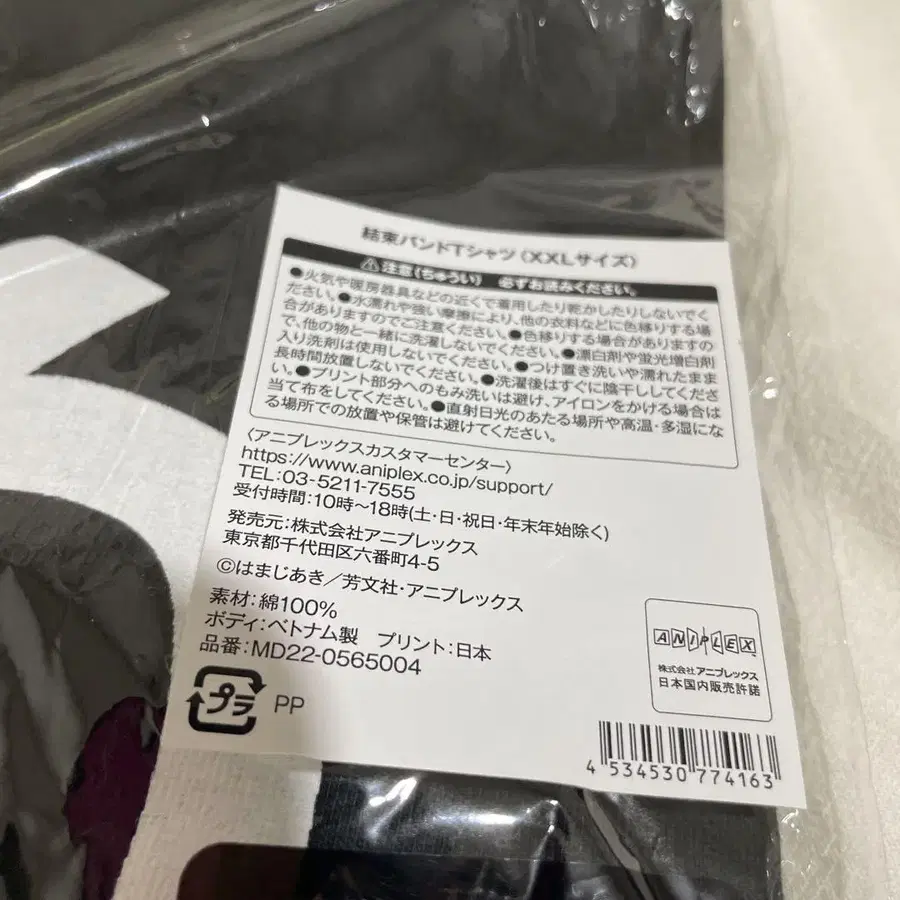 結束バンドTシャツ(XXLサイズ)
⚠注意(ちゅうい) 必ずお読みください。
●火気や暖房器具などの近くで着用したり乾かしたりしないでく
ださい。●水濡れや強い摩擦により、他の衣料などに色移りする場
合がありますのでご注意ください。●色移りする場合がありますの
で、他の物と一緒に洗濯しないでください。●漂白剤や蛍光増白剤
入り洗剤は使用しないでください。●つけ置き洗いや濡れたまま
長時間放置しないでください。●洗濯後はすぐに陰干ししてくださ
い。●プリント部分へのもみ洗いは避け、アイロンをかける場合は
当て布をしてください。●直射日光のあたる場所や高温・多湿にな
る場所での放置や保管は避けてください。
〈アニプレックスカスタマーセンター〉
https://www.aniplex.co.jp/support/
TEL:03-5211-7555
受付時間:10時〜18時(土・日・祝日・年末年始除く)
発売元:株式会社アニプレックス
東京都千代田区六番町4-5
©はまじあき/芳文社・アニプレックス
素材:綿100%
ボディ:ベトナム製 プリント:日本
品番:MD22-0565004
プラ PP
ANIPLEX
株式会社アニプレックス
日本国内販売許諾
4 534530 774163